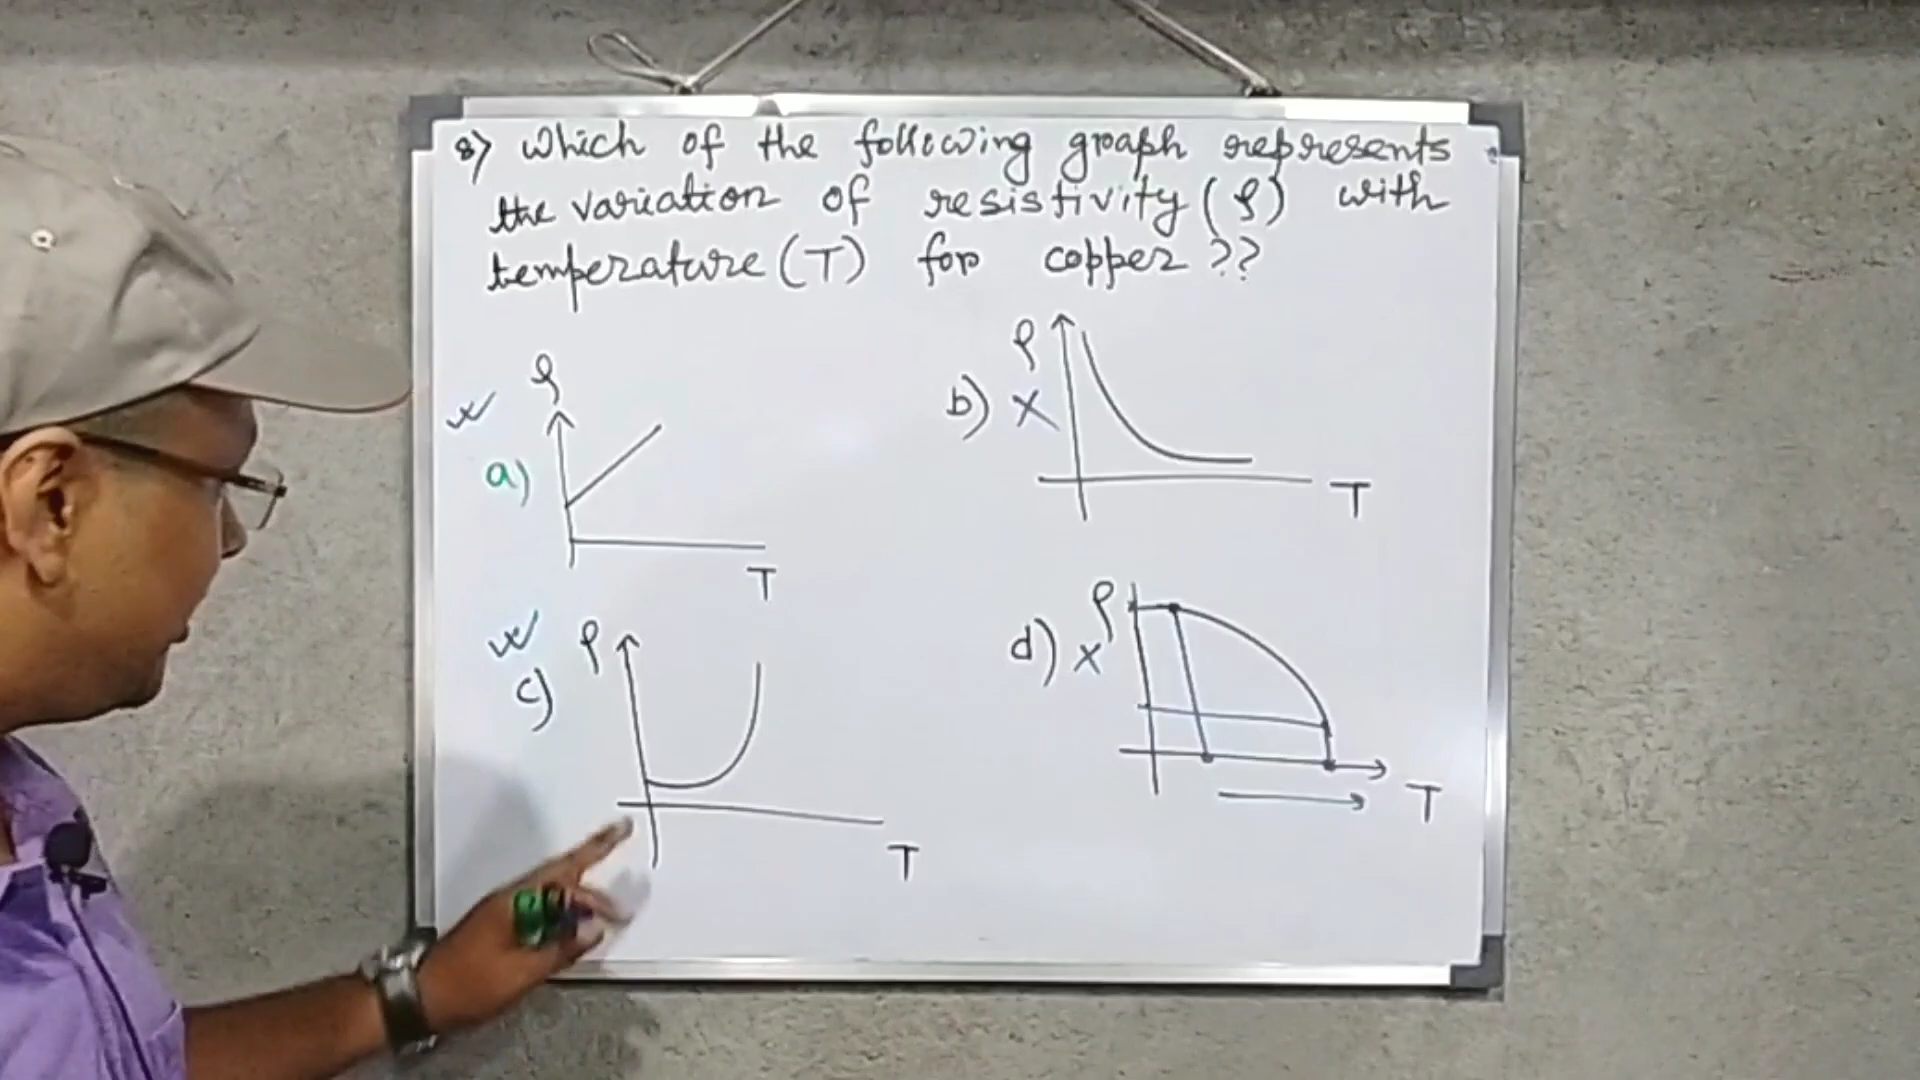 8) Which of the following graph represents
the variation of resistivity (ρ) with
temperature (T) for copper ??
ρ
a)
T
ρ
b) X
T
ρ
c)
T
ρ
d) X
T